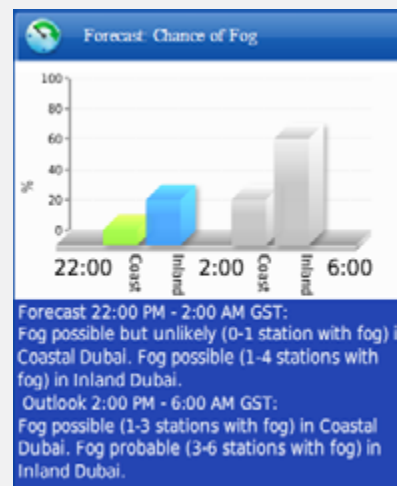 Forecast: Chance of Fog
100
80
60
40
20
0
%
22:00 Coast Inland 2:00 Coast Inland 6:00
Forecast 22:00 PM - 2:00 AM GST:
Fog possible but unlikely (0-1 station with fog) i
Coastal Dubai. Fog possible (1-4 stations with
fog) in Inland Dubai.
Outlook 2:00 PM - 6:00 AM GST:
Fog possible (1-3 stations with fog) in Coastal
Dubai. Fog probable (3-6 stations with fog) in
Inland Dubai.